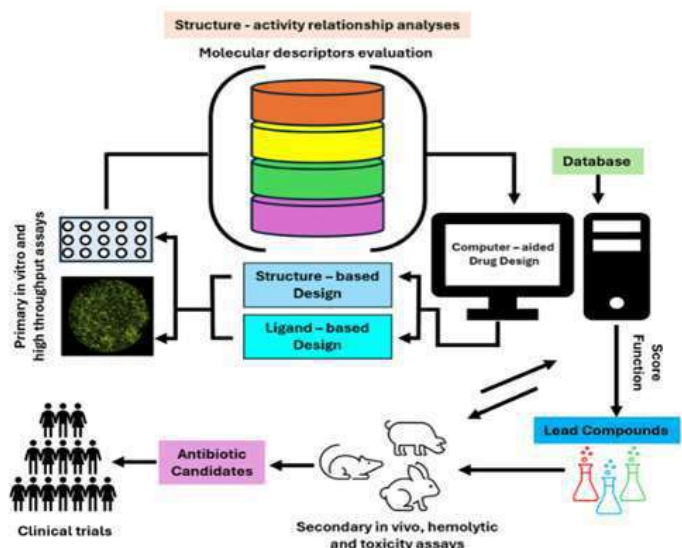 Structure - activity relationship analyses
Molecular descriptors evaluation
Database
Computer – aided
Drug Design
Primary in vitro and
high throughput assays
Structure – based
Design
Ligand – based
Design
Score
Function
Lead Compounds
Antibiotic
Candidates
Clinical trials
Secondary in vivo, hemolytic
and toxicity assays